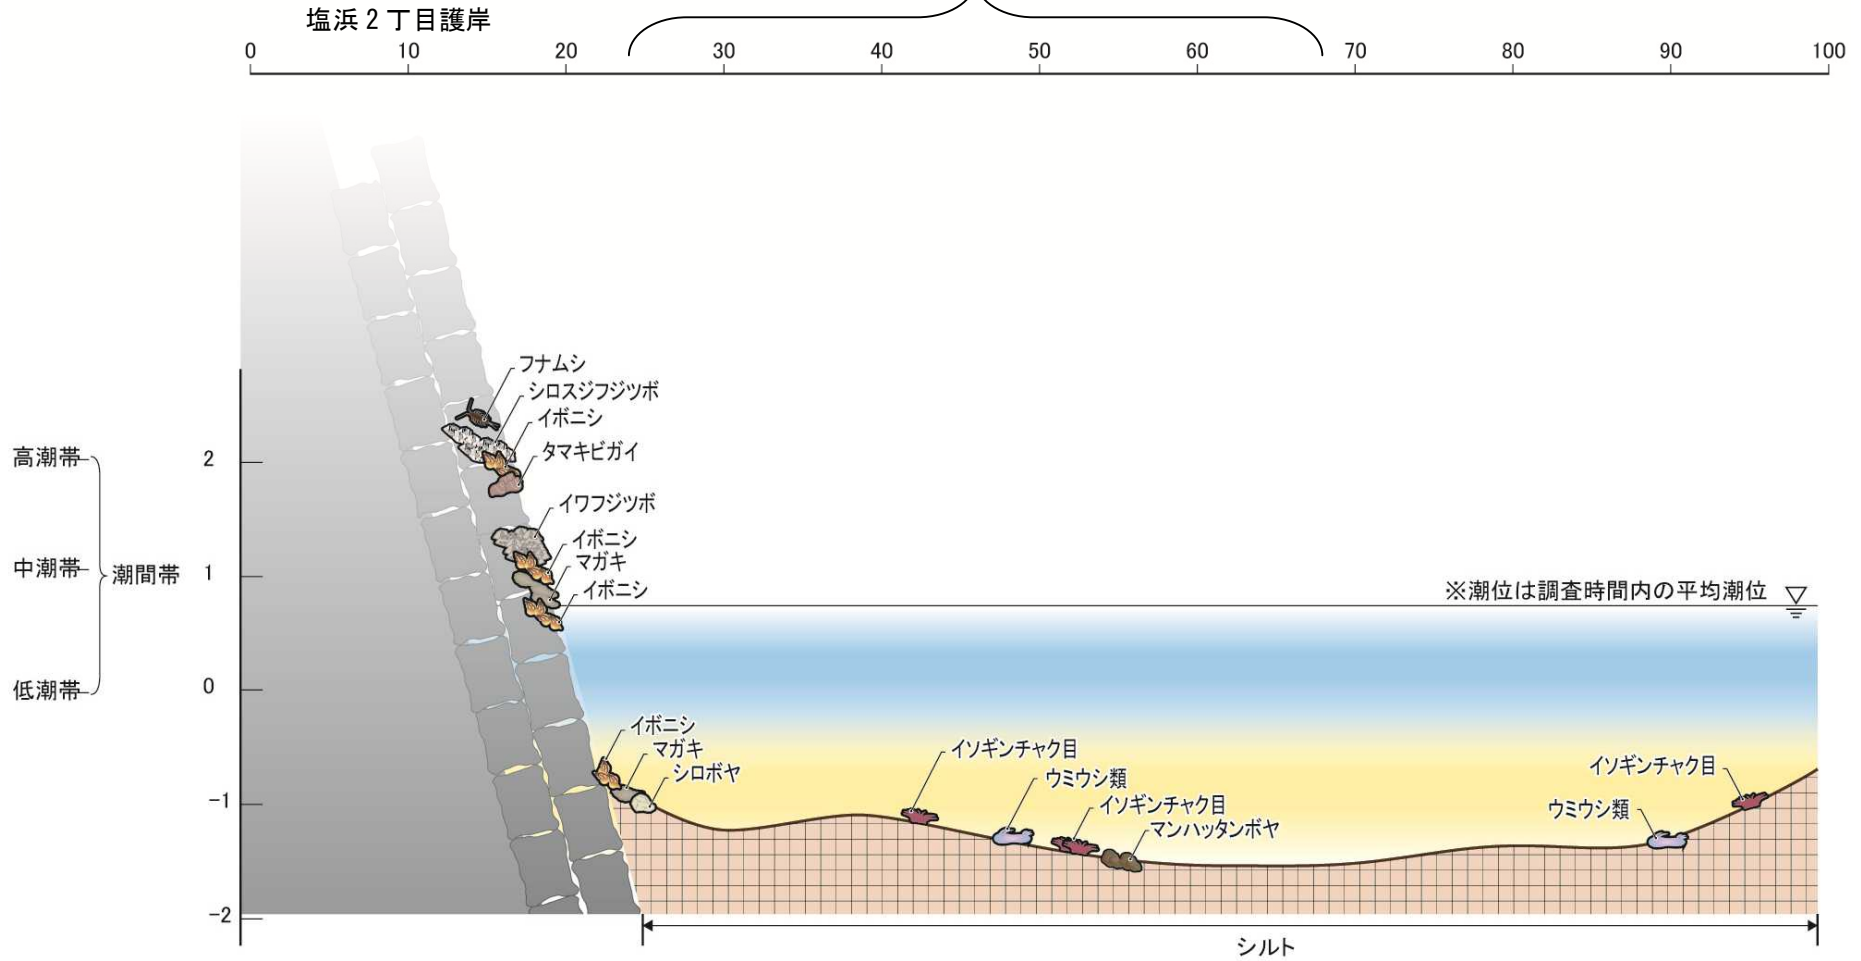 塩浜2丁目護岸
0 10 20 30 40 50 60 70 80 90 100
フナムシ
シロスジフジツボ
イボニシ
タマキビガイ
高潮帯
2
イワフジツボ
イボニシ
マガキ
中潮帯
潮間帯
1
イボニシ
※潮位は調査時間内の平均潮位
低潮帯
0
イボニシ
マガキ
シロボヤ
イソギンチャク目
ウミウシ類
イソギンチャク目
マンハッタンボヤ
イソギンチャク目
ウミウシ類
-1
-2
シルト